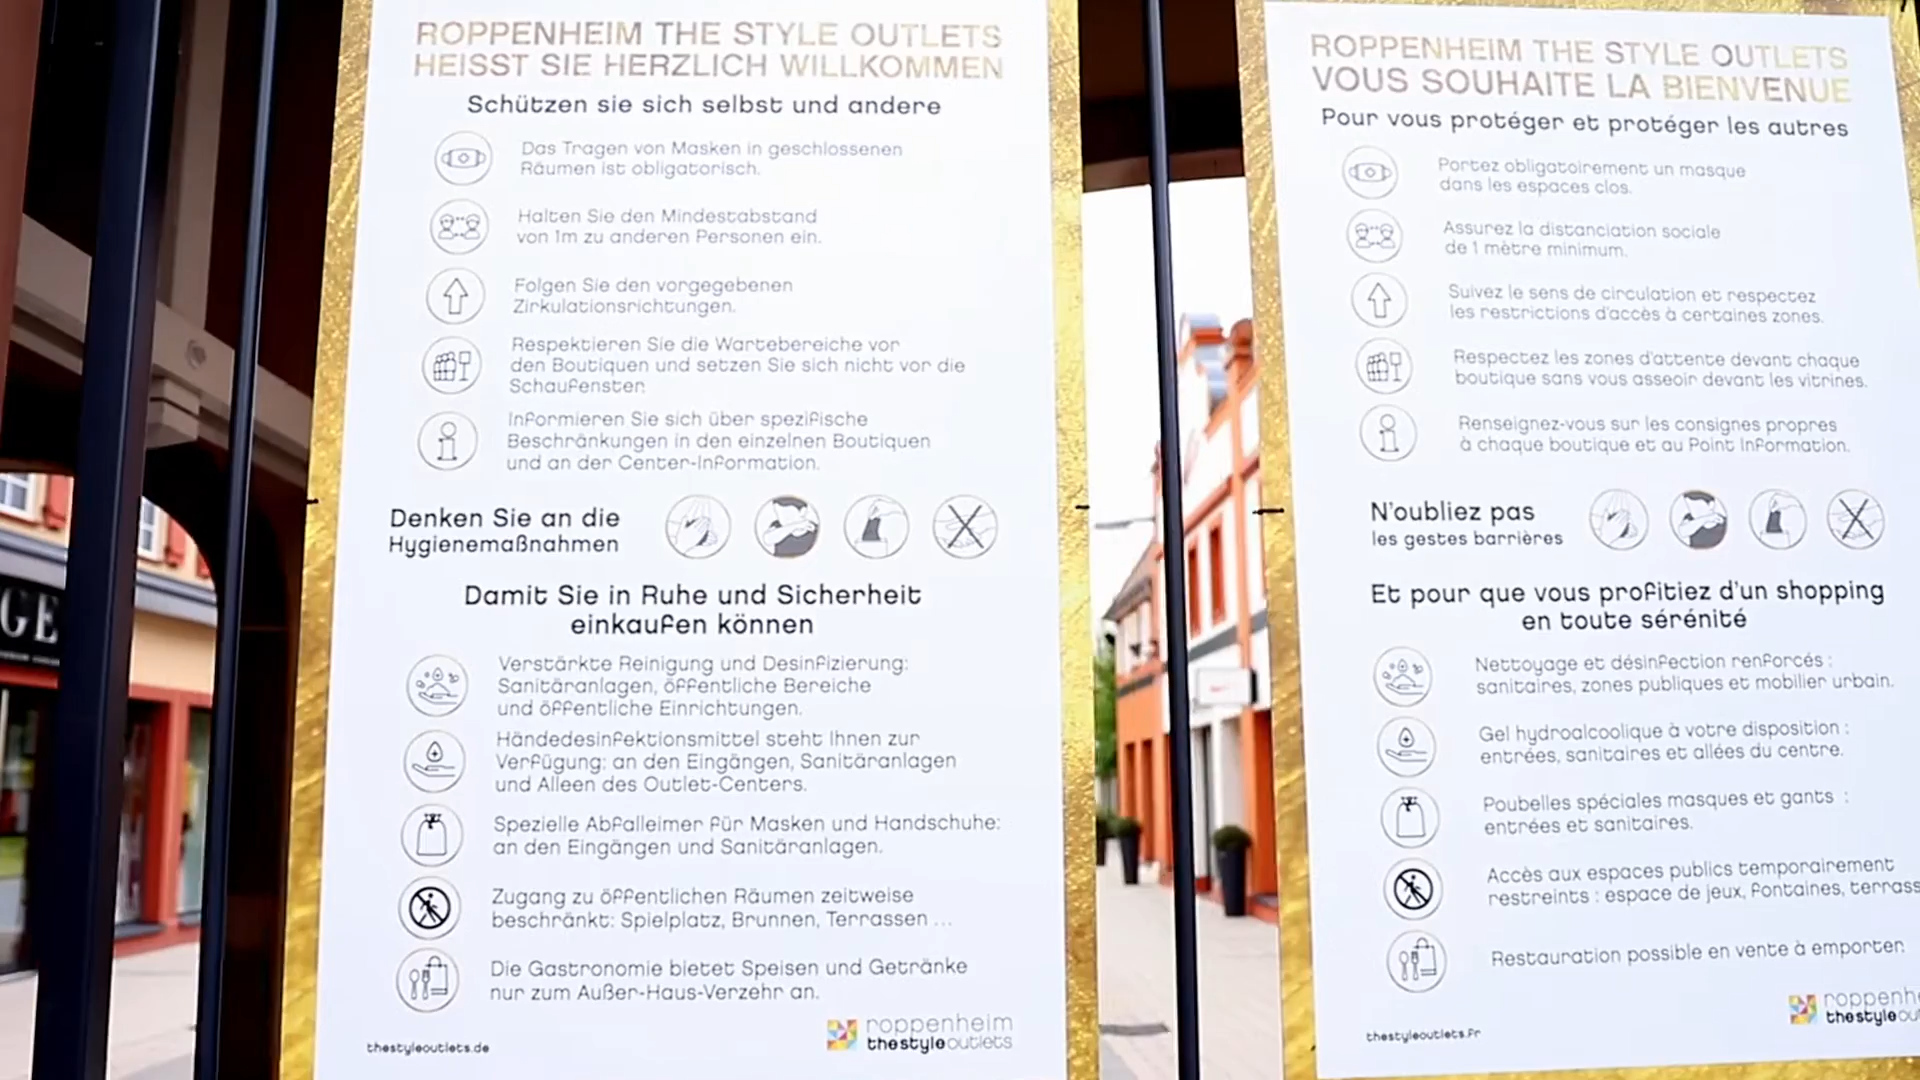 ROPPENHEIM THE STYLE OUTLETS
HEISST SIE HERZLICH WILLKOMMEN
Schützen sie sich selbst und andere
Das Tragen von Masken in geschlossenen
Räumen ist obligatorisch.
Halten Sie den Mindestabstand
von 1m zu anderen Personen ein.
Folgen Sie den vorgegebenen
Zirkulationsrichtungen.
Respektieren Sie die Wartebereiche vor
den Boutiquen und setzen Sie sich nicht vor die
Schaufenster.
Informieren Sie sich über spezifische
Beschränkungen in den einzelnen Boutiquen
und an der Center-Information.
Denken Sie an die
Hygienemaßnahmen
Damit Sie in Ruhe und Sicherheit
einkaufen können
Verstärkte Reinigung und Desinfizierung:
Sanitäranlagen, öffentliche Bereiche
und öffentliche Einrichtungen.
Händedesinfektionsmittel steht Ihnen zur
Verfügung: an den Eingängen, Sanitäranlagen
und Alleen des Outlet-Centers.
Spezielle Abfalleimer für Masken und Handschuhe:
an den Eingängen und Sanitäranlagen.
Zugang zu öffentlichen Räumen zeitweise
beschränkt: Spielplatz, Brunnen, Terrassen ...
Die Gastronomie bietet Speisen und Getränke
nur zum Außer-Haus-Verzehr an.
thestyleoutlets.de
roppenheim
thestyleoutlets
ROPPENHEIM THE STYLE OUTLETS
VOUS SOUHAITE LA BIENVENUE
Pour vous protéger et protéger les autres
Portez obligatoirement un masque
dans les espaces clos.
Assurez la distanciation sociale
de 1 mètre minimum.
Suivez le sens de circulation et respectez
les restrictions d'accès à certaines zones.
Respectez les zones d'attente devant chaque
boutique sans vous asseoir devant les vitrines.
Renseignez-vous sur les consignes propres
à chaque boutique et au Point Information.
N'oubliez pas
les gestes barrières
Et pour que vous profitiez d'un shopping
en toute sérénité
Nettoyage et désinfection renforcés :
sanitaires, zones publiques et mobilier urbain.
Gel hydroalcoolique à votre disposition :
entrées, sanitaires et allées du centre.
Poubelles spéciales masques et gants :
entrées et sanitaires.
Accès aux espaces publics temporairement
restreints : espace de jeux, fontaines, terrass
Restauration possible en vente à emporter.
thestyleoutlets.fr
roppenhe
thestyleou
GE